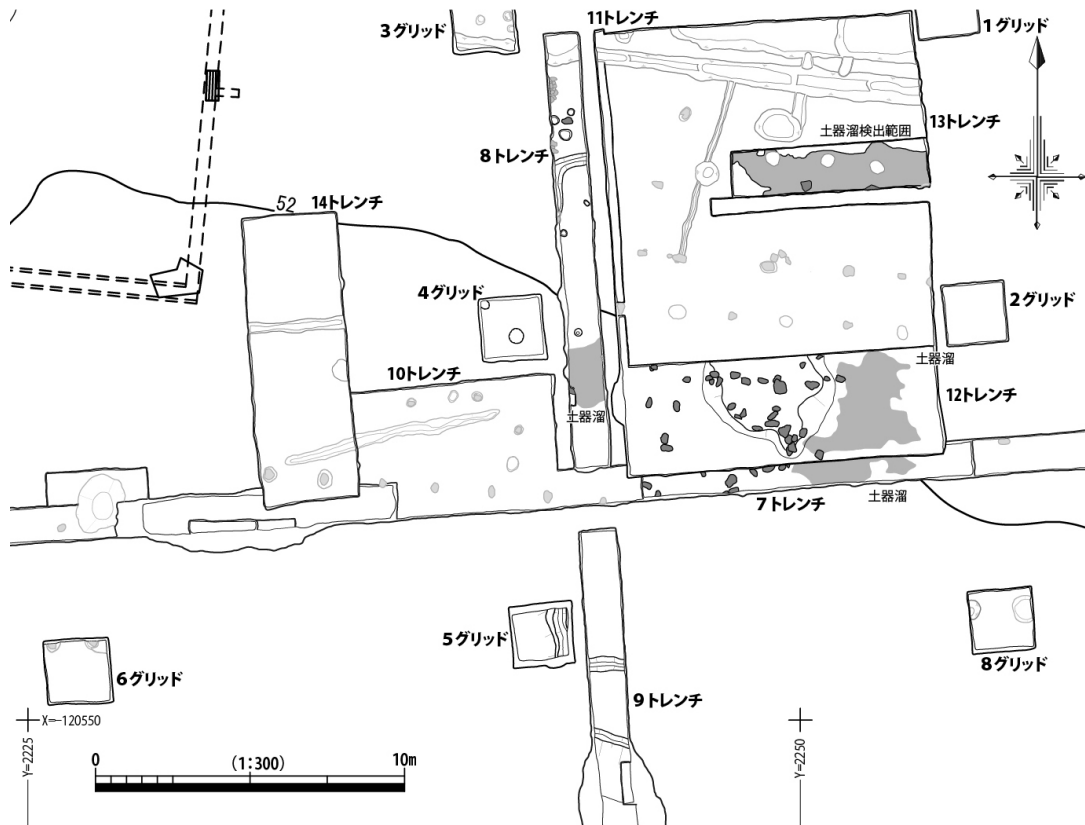 11トレンチ
3グリッド
1グリッド
13トレンチ
土器溜検出範囲
8トレンチ
52
14トレンチ
4グリッド
2グリッド
土器溜
10トレンチ
12トレンチ
土器溜
7トレンチ
土器溜
5グリッド
6グリッド
8グリッド
9トレンチ
X=-120550
Y=2225
Y=2250
0
(1:300)
10m